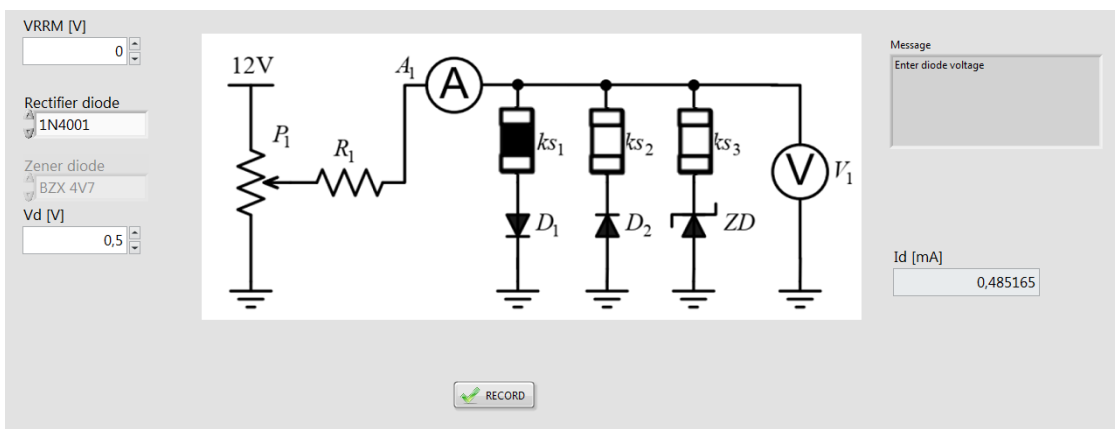 VRRM [V]
0
Rectifier diode
1N4001
Zener diode
BZX 4V7
Vd [V]
0,5
12V
P1
R1
A1
A
ks1
ks2
ks3
D1
D2
ZD
V
V1
Message
Enter diode voltage
Id [mA]
0,485165
RECORD